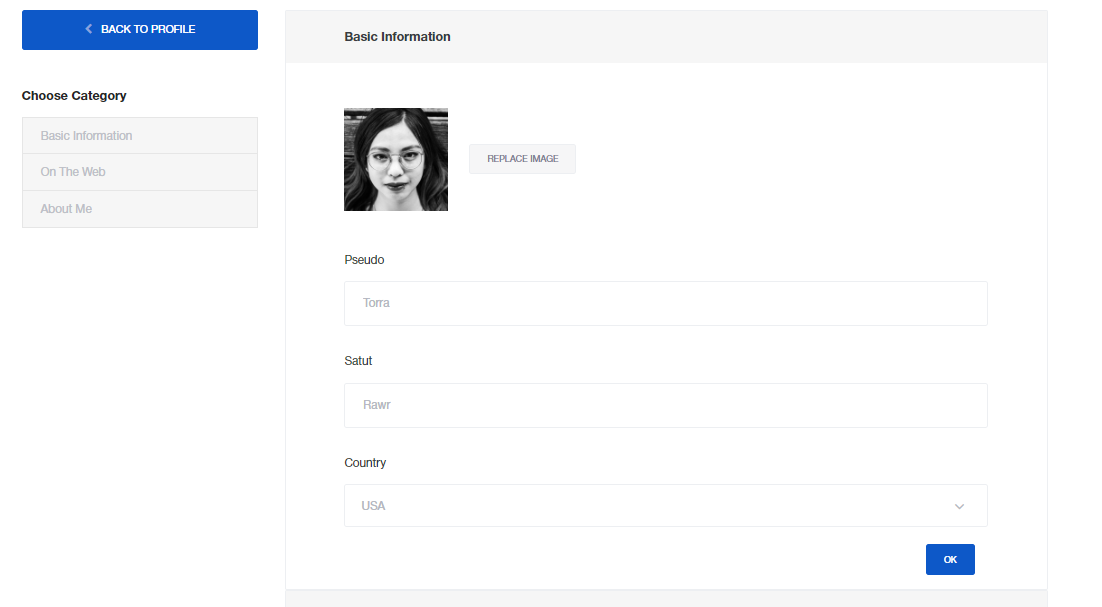 BACK TO PROFILE
Choose Category
Basic Information
On The Web
About Me
Basic Information
REPLACE IMAGE
Pseudo
Torra
Satut
Rawr
Country
USA
OK